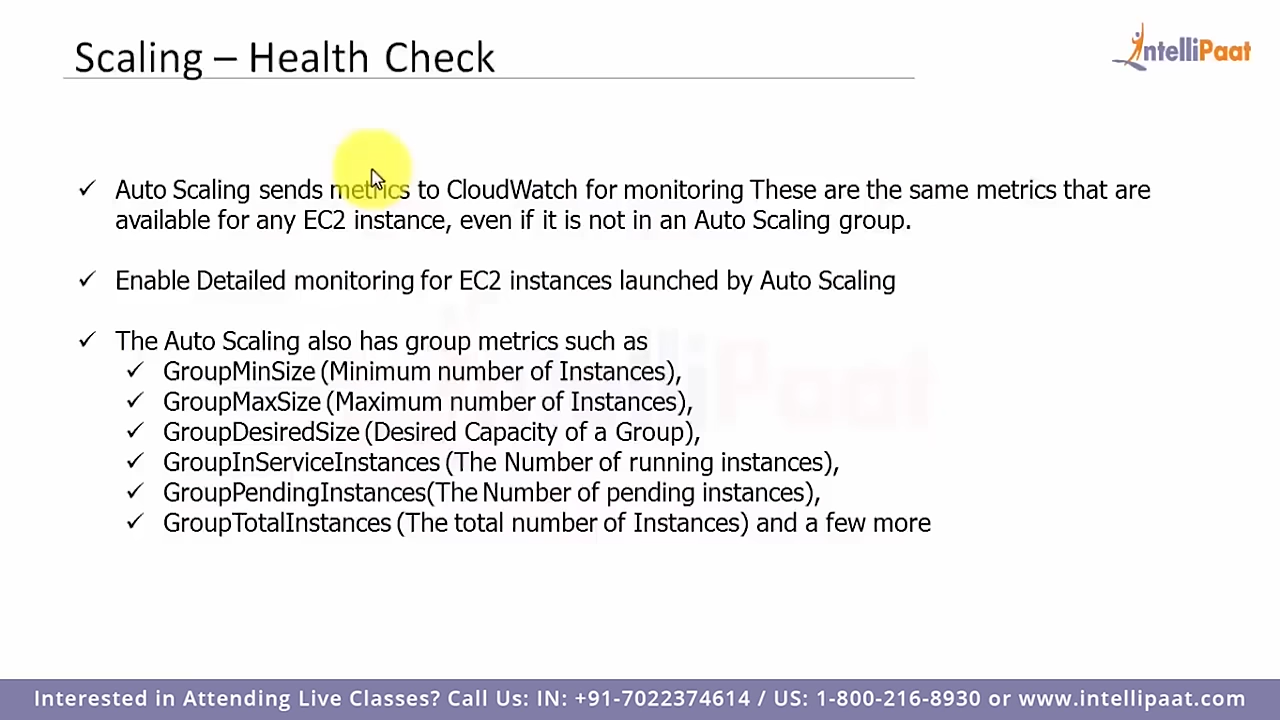 Scaling – Health Check
IntelliPaat
✓ Auto Scaling sends metrics to CloudWatch for monitoring These are the same metrics that are
available for any EC2 instance, even if it is not in an Auto Scaling group.
✓ Enable Detailed monitoring for EC2 instances launched by Auto Scaling
✓ The Auto Scaling also has group metrics such as
✓ GroupMinSize (Minimum number of Instances),
✓ GroupMaxSize (Maximum number of Instances),
✓ GroupDesiredSize (Desired Capacity of a Group),
✓ GroupInServiceInstances (The Number of running instances),
✓ GroupPendingInstances(The Number of pending instances),
✓ GroupTotalInstances (The total number of Instances) and a few more
Interested in Attending Live Classes? Call Us: IN: +91-7022374614 / US: 1-800-216-8930 or www.intellipaat.com